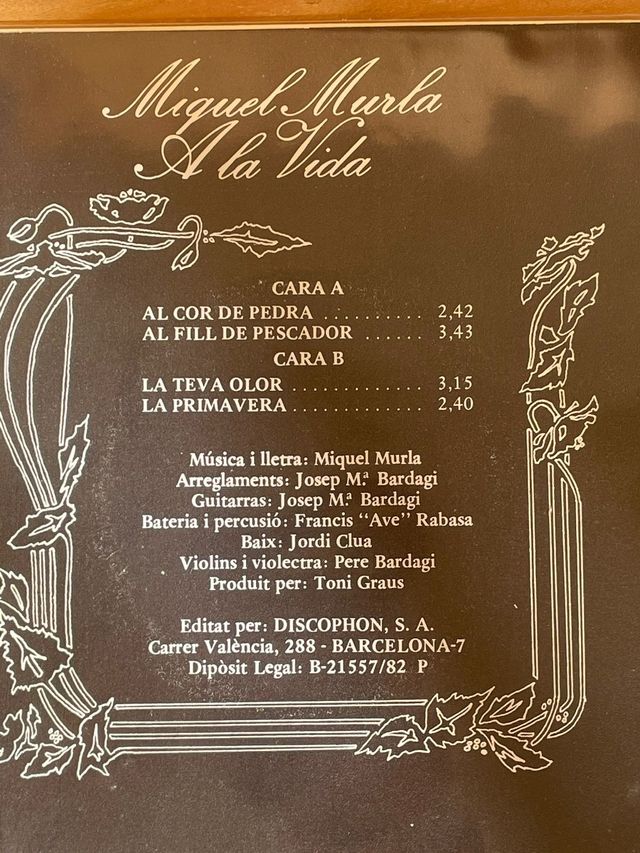 Miquel Murla
A la Vida
CARA A
AL COR DE PEDRA .......... 2,42
AL FILL DE PESCADOR ...... 3,43
CARA B
LA TEVA OLOR ............. 3,15
LA PRIMAVERA ............. 2,40
Música i lletra: Miquel Murla
Arreglaments: Josep M.ª Bardagi
Guitarras: Josep M.ª Bardagi
Bateria i percusió: Francis "Ave" Rabasa
Baix: Jordi Clua
Violins i violectra: Pere Bardagi
Produit per: Toni Graus
Editat per: DISCOPHON, S. A.
Carrer València, 288 - BARCELONA-7
Dipòsit Legal: B-21557/82 P